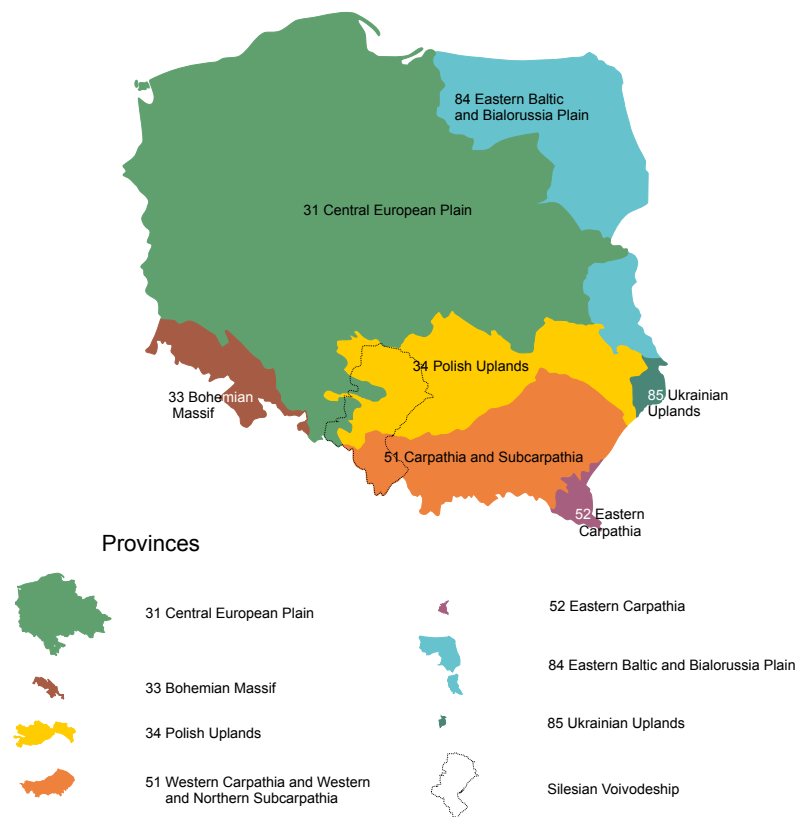 84 Eastern Baltic
and Bialorussia Plain
31 Central European Plain
34 Polish Uplands
33 Bohemian
Massif
85 Ukrainian
Uplands
51 Carpathia and Subcarpathia
52 Eastern
Carpathia
Provinces
31 Central European Plain
33 Bohemian Massif
34 Polish Uplands
51 Western Carpathia and Western
and Northern Subcarpathia
52 Eastern Carpathia
84 Eastern Baltic and Bialorussia Plain
85 Ukrainian Uplands
Silesian Voivodeship